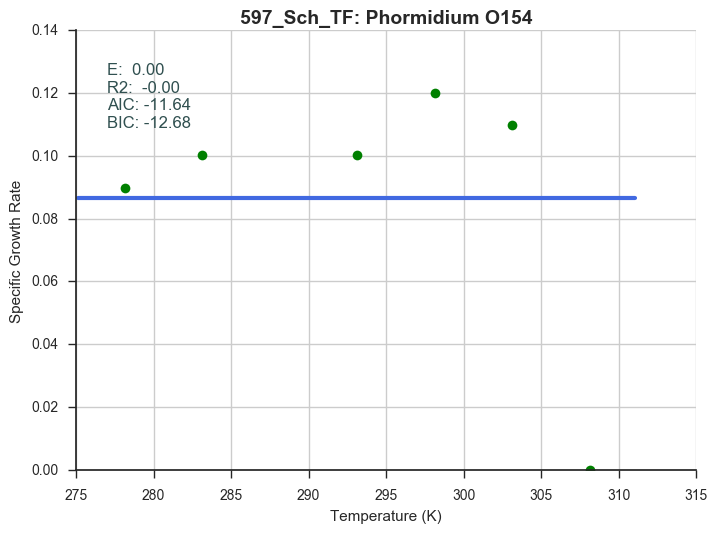 597_Sch_TF: Phormidium O154
E:  0.00
R2:  -0.00
AIC: -11.64
BIC: -12.68
Specific Growth Rate
0.14
0.12
0.10
0.08
0.06
0.04
0.02
0.00
275 280 285 290 295 300 305 310 315
Temperature (K)